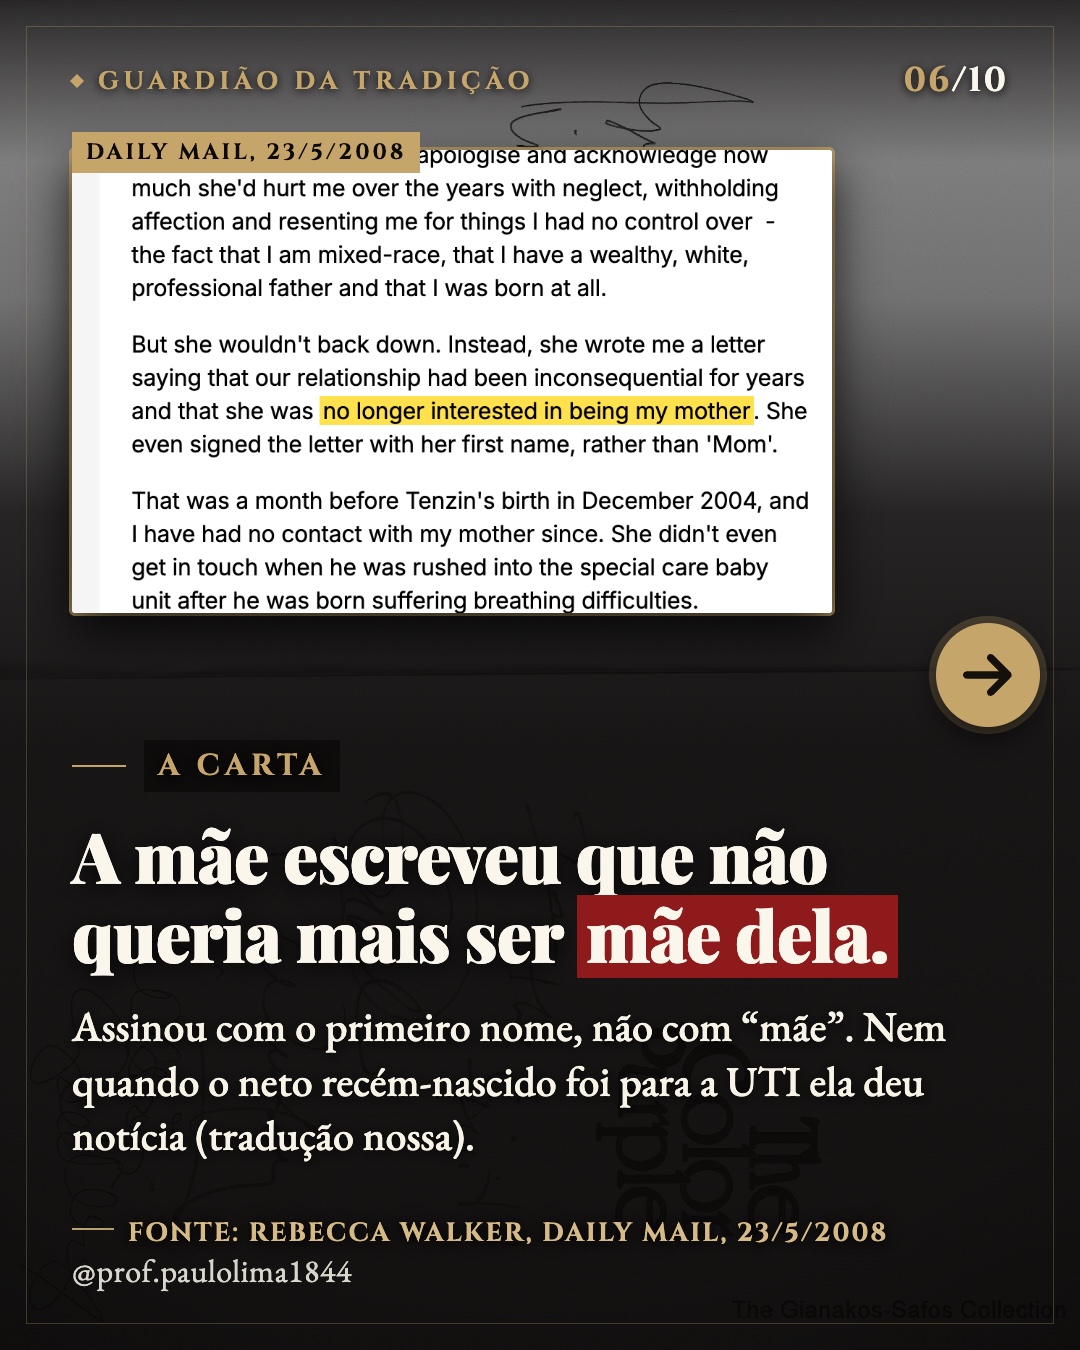 GUARDIÃO DA TRADIÇÃO
06/10
DAILY MAIL, 23/5/2008
apologise and acknowledge how
much she'd hurt me over the years with neglect, withholding
affection and resenting me for things I had no control over -
the fact that I am mixed-race, that I have a wealthy, white,
professional father and that I was born at all.
But she wouldn't back down. Instead, she wrote me a letter
saying that our relationship had been inconsequential for years
and that she was no longer interested in being my mother. She
even signed the letter with her first name, rather than 'Mom'.
That was a month before Tenzin's birth in December 2004, and
I have had no contact with my mother since. She didn't even
get in touch when he was rushed into the special care baby
unit after he was born suffering breathing difficulties.
A CARTA
A mãe escreveu que não
queria mais ser mãe dela.
Assinou com o primeiro nome, não com “mãe”. Nem
quando o neto recém-nascido foi para a UTI ela deu
notícia (tradução nossa).
FONTE: REBECCA WALKER, DAILY MAIL, 23/5/2008
@prof.paulolima1844
The Gianakos-Safos Collection
The
Color
Purple